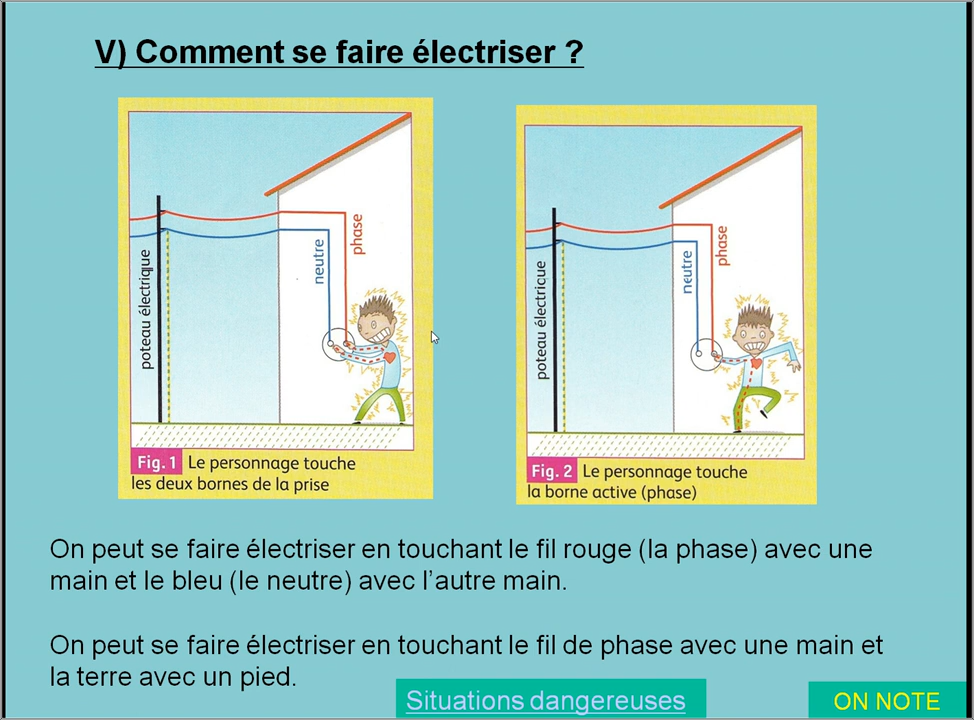 V) Comment se faire électriser ?
poteau électrique
neutre
phase
Fig. 1 Le personnage touche
les deux bornes de la prise
poteau électrique
neutre
phase
Fig. 2 Le personnage touche
la borne active (phase)
On peut se faire électriser en touchant le fil rouge (la phase) avec une
main et le bleu (le neutre) avec l’autre main.
On peut se faire électriser en touchant le fil de phase avec une main et
la terre avec un pied.
Situations dangereuses
ON NOTE